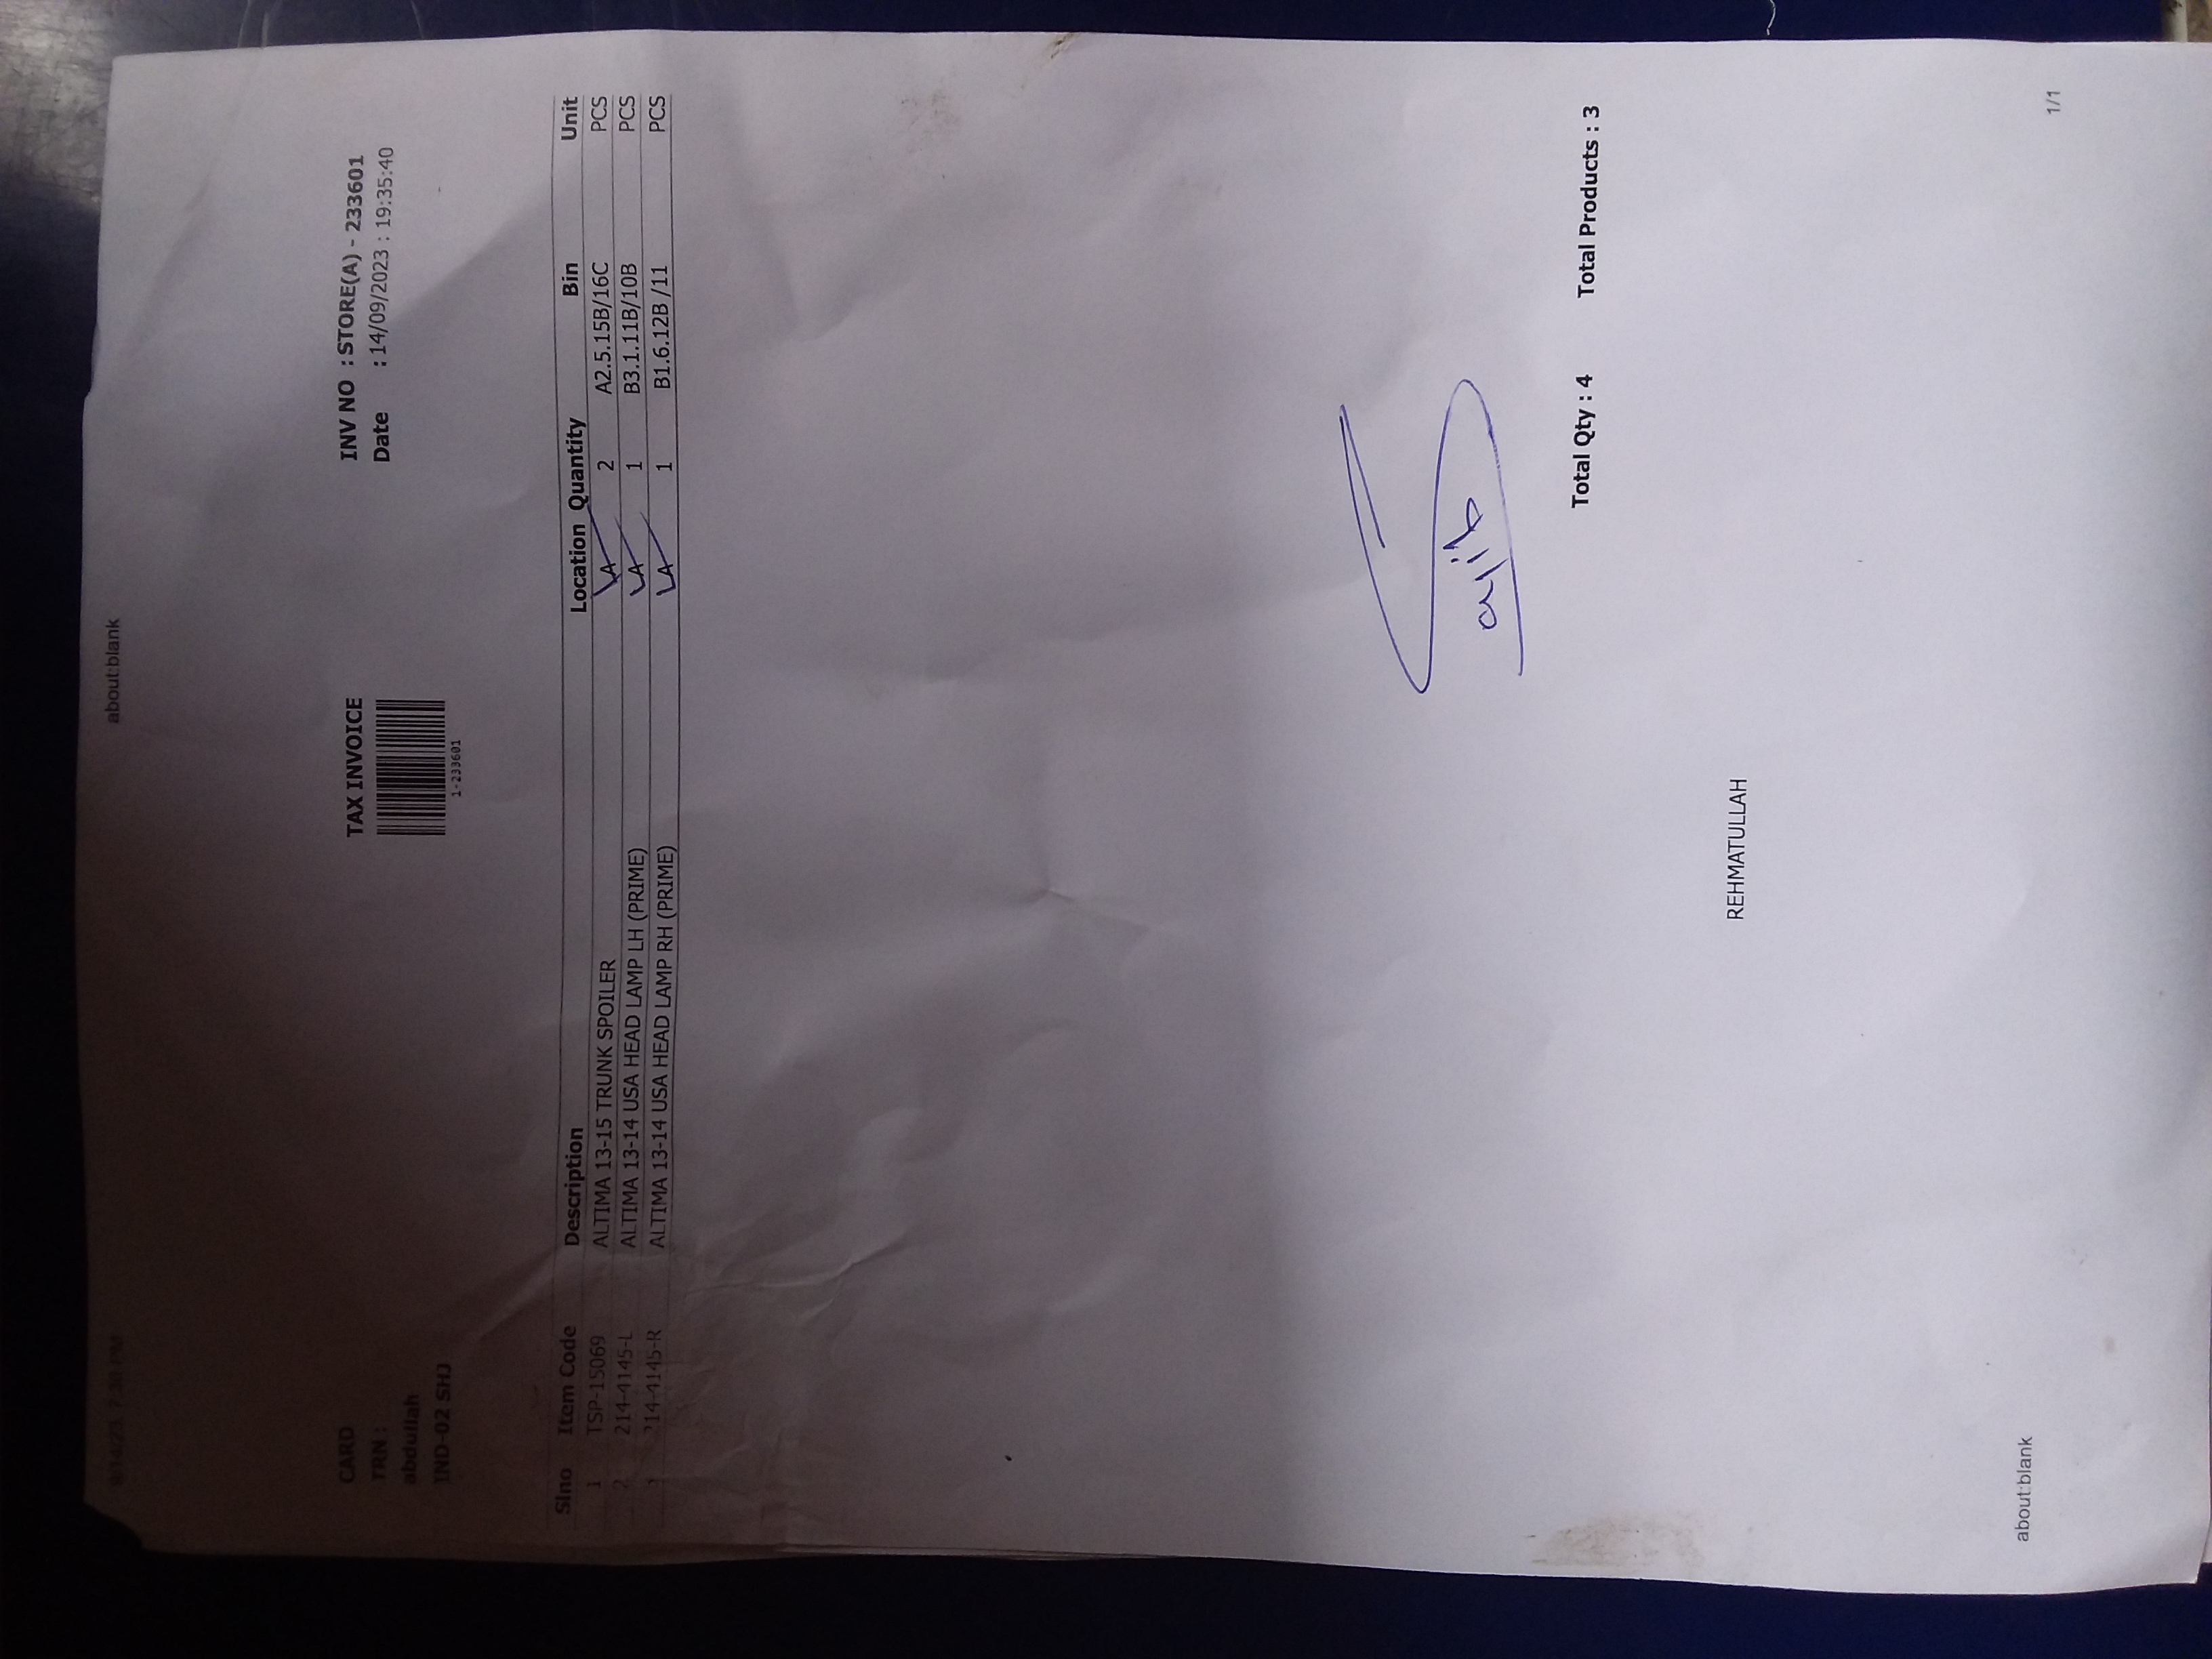 about:blank
CARD
TAX INVOICE
INV NO : STORE(A) - 233601
TRN :
Date : 14/09/2023 : 19:35:40
abdullah
IND-02 SHJ
1-233601
Slno Item Code Description Location Quantity Bin Unit
1 TSP-15069 ALTIMA 13-15 TRUNK SPOILER A 2 A2.5.15B/16C PCS
2 214-4145-L ALTIMA 13-14 USA HEAD LAMP LH (PRIME) A 1 B3.1.11B/10B PCS
214-4145-R ALTIMA 13-14 USA HEAD LAMP RH (PRIME) A 1 B1.6.12B /11 PCS
Total Qty : 4 Total Products : 3
REHMATULLAH
about:blank 1/1